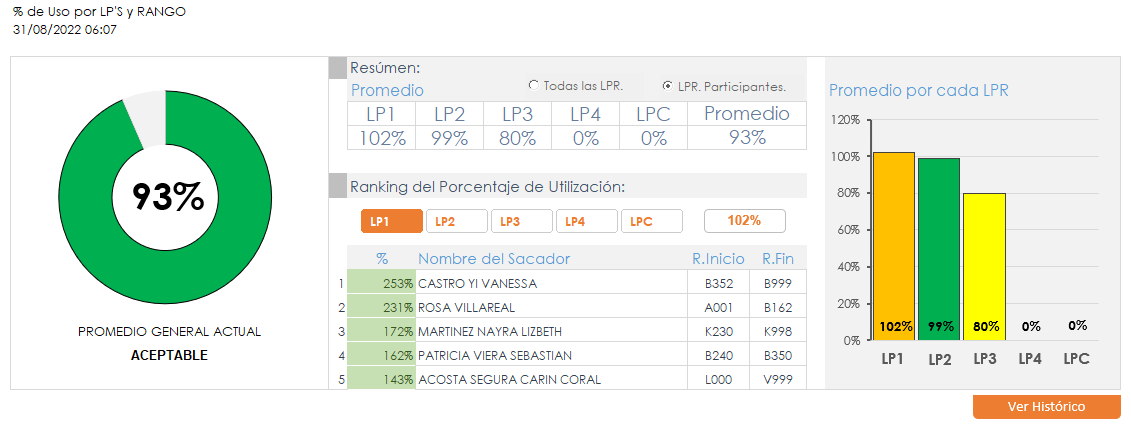 % de Uso por LP'S y RANGO
31/08/2022 06:07
93%
PROMEDIO GENERAL ACTUAL
ACEPTABLE
Resúmen:
Promedio
Todas las LPR.
LPR. Participantes.
LP1 LP2 LP3 LP4 LPC Promedio
102% 99% 80% 0% 0% 93%
Ranking del Porcentaje de Utilización:
LP1 LP2 LP3 LP4 LPC 102%
% Nombre del Sacador R.Inicio R.Fin
1 253% CASTRO YI VANESSA B352 B999
2 231% ROSA VILLAREAL A001 B162
3 172% MARTINEZ NAYRA LIZBETH K230 K998
4 162% PATRICIA VIERA SEBASTIAN B240 B350
5 143% ACOSTA SEGURA CARIN CORAL L000 V999
Promedio por cada LPR
120%
100%
80%
60%
40%
20%
0%
102% 99% 80% 0% 0%
LP1 LP2 LP3 LP4 LPC
Ver Histórico